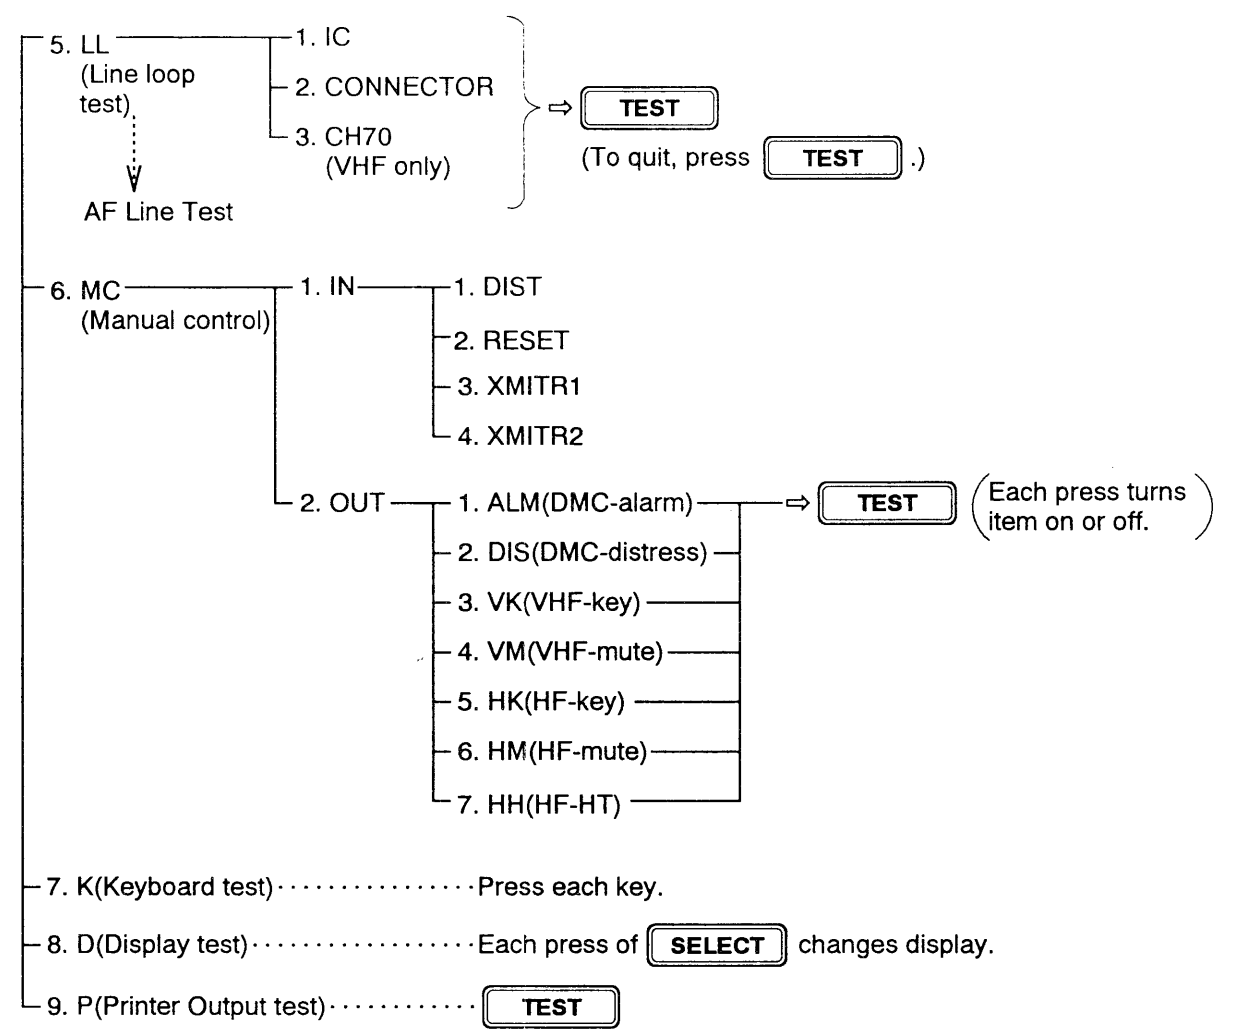 5. LL
(Line loop
test)
AF Line Test
1. IC
2. CONNECTOR
3. CH70
(VHF only)
TEST
(To quit, press TEST .)
6. MC
(Manual control)
1. IN
1. DIST
2. RESET
3. XMITR1
4. XMITR2
2. OUT
1. ALM(DMC-alarm)
2. DIS(DMC-distress)
3. VK(VHF-key)
4. VM(VHF-mute)
5. HK(HF-key)
6. HM(HF-mute)
7. HH(HF-HT)
TEST
(Each press turns
item on or off.)
7. K(Keyboard test)················Press each key.
8. D(Display test)·················Each press of SELECT changes display.
9. P(Printer Output test)············ TEST